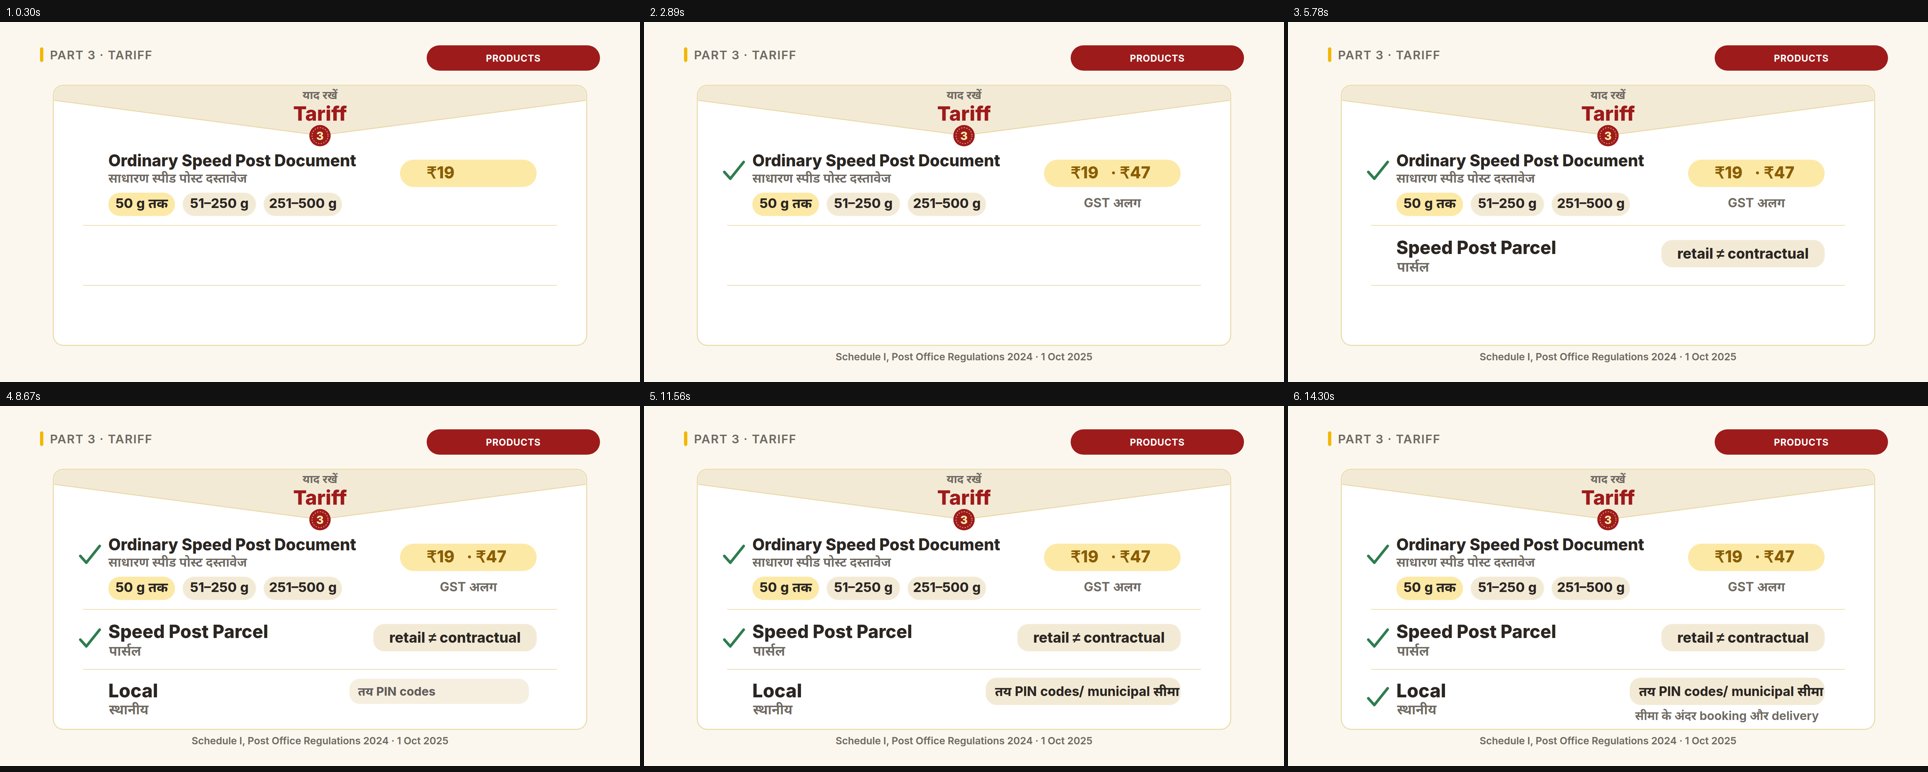 1. 0.30s
PART 3 · TARIFF
PRODUCTS
याद रखें
Tariff
3
Ordinary Speed Post Document
साधारण स्पीड पोस्ट दस्तावेज
₹19
50 g तक 51–250 g 251–500 g
2. 2.89s
PART 3 · TARIFF
PRODUCTS
याद रखें
Tariff
3
Ordinary Speed Post Document
साधारण स्पीड पोस्ट दस्तावेज
₹19 · ₹47
50 g तक 51–250 g 251–500 g
GST अलग
Schedule I, Post Office Regulations 2024 · 1 Oct 2025
3. 5.78s
PART 3 · TARIFF
PRODUCTS
याद रखें
Tariff
3
Ordinary Speed Post Document
साधारण स्पीड पोस्ट दस्तावेज
₹19 · ₹47
50 g तक 51–250 g 251–500 g
GST अलग
Speed Post Parcel
पार्सल
retail ≠ contractual
Schedule I, Post Office Regulations 2024 · 1 Oct 2025
4. 8.67s
PART 3 · TARIFF
PRODUCTS
याद रखें
Tariff
3
Ordinary Speed Post Document
साधारण स्पीड पोस्ट दस्तावेज
₹19 · ₹47
50 g तक 51–250 g 251–500 g
GST अलग
Speed Post Parcel
पार्सल
retail ≠ contractual
Local
स्थानीय
तय PIN codes
Schedule I, Post Office Regulations 2024 · 1 Oct 2025
5. 11.56s
PART 3 · TARIFF
PRODUCTS
याद रखें
Tariff
3
Ordinary Speed Post Document
साधारण स्पीड पोस्ट दस्तावेज
₹19 · ₹47
50 g तक 51–250 g 251–500 g
GST अलग
Speed Post Parcel
पार्सल
retail ≠ contractual
Local
स्थानीय
तय PIN codes/ municipal सीमा
Schedule I, Post Office Regulations 2024 · 1 Oct 2025
6. 14.30s
PART 3 · TARIFF
PRODUCTS
याद रखें
Tariff
3
Ordinary Speed Post Document
साधारण स्पीड पोस्ट दस्तावेज
₹19 · ₹47
50 g तक 51–250 g 251–500 g
GST अलग
Speed Post Parcel
पार्सल
retail ≠ contractual
Local
स्थानीय
तय PIN codes/ municipal सीमा
सीमा के अंदर booking और delivery
Schedule I, Post Office Regulations 2024 · 1 Oct 2025